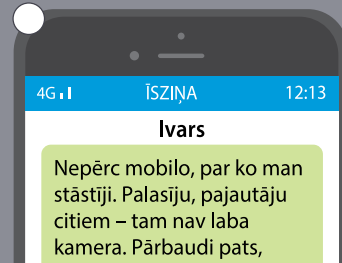 4G
ĪSZIŅA
12:13
Ivars
Nepērc mobilo, par ko man
stāstīji. Palasīju, pajautāju
citiem – tam nav laba
kamera. Pārbaudi pats,